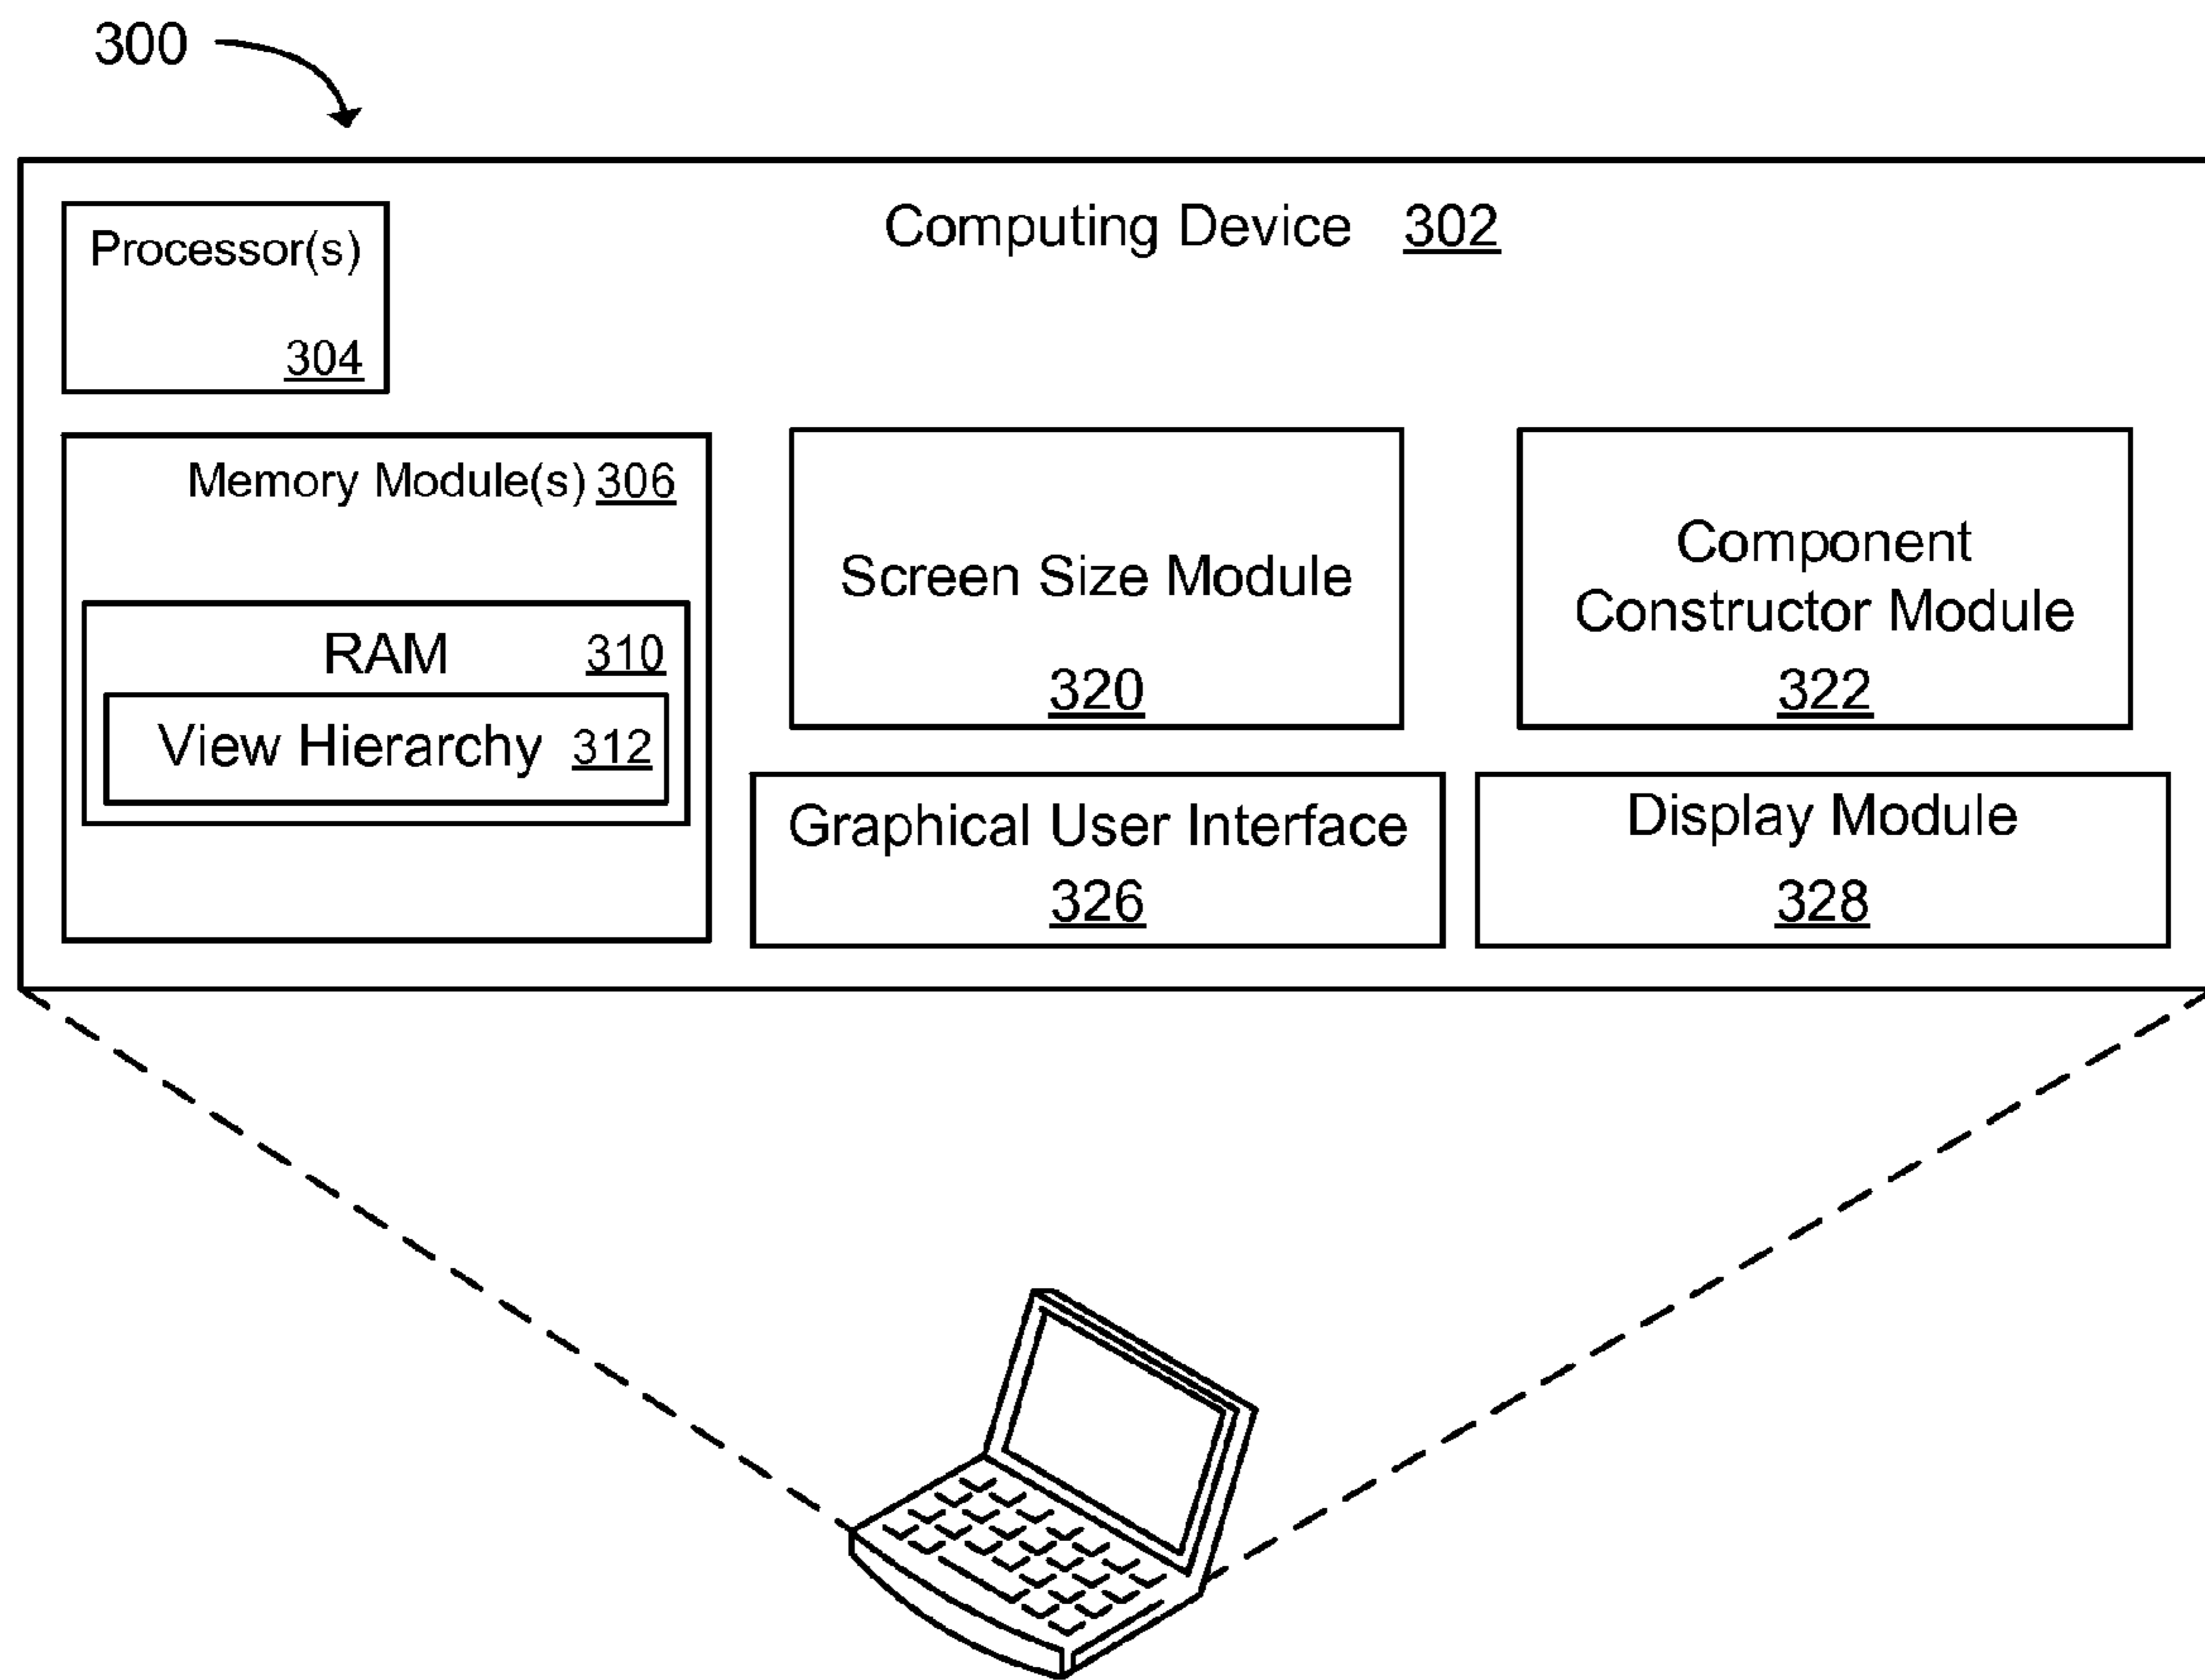 300
Computing Device 302
Processor(s)
304
Memory Module(s) 306
RAM 310
View Hierarchy 312
Screen Size Module
320
Component
Constructor Module
322
Graphical User Interface
326
Display Module
328